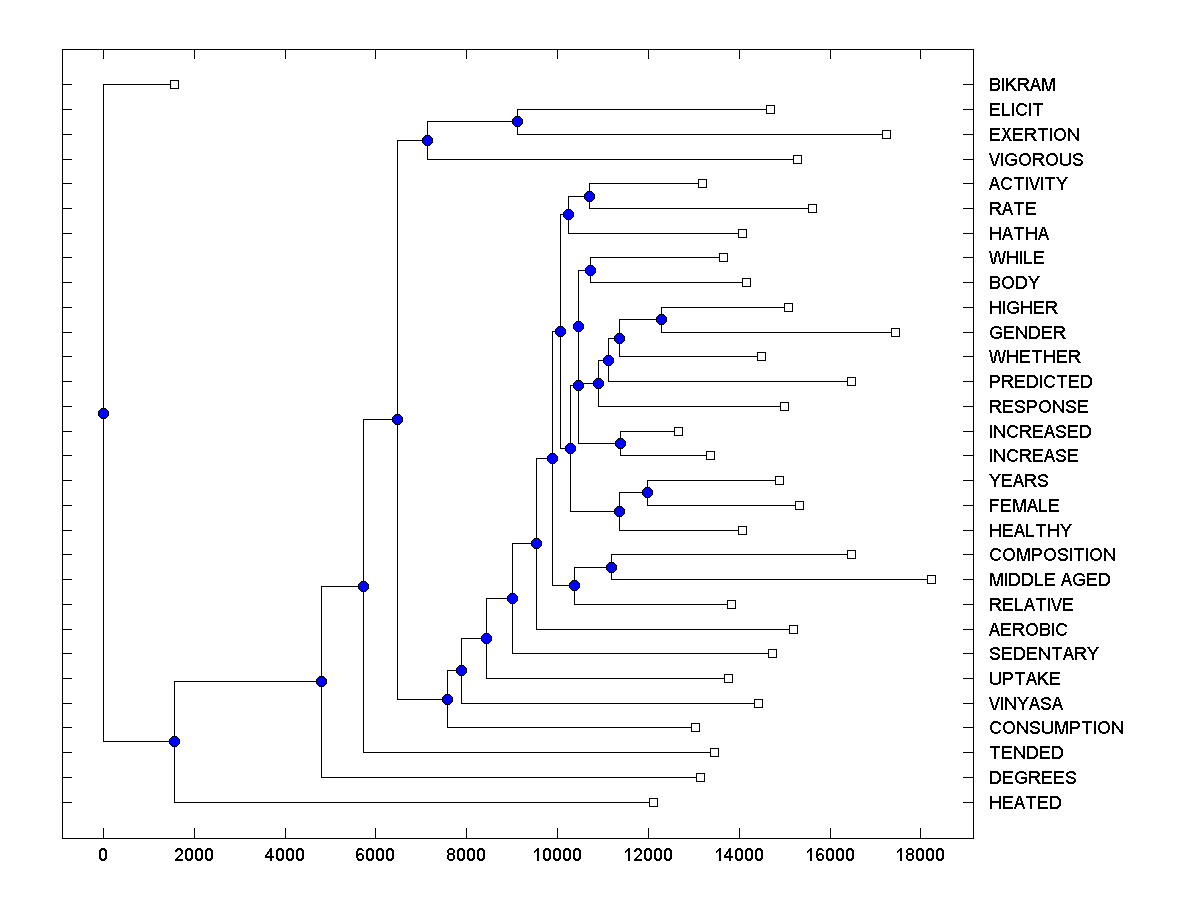 BIKRAM
ELICIT
EXERTION
VIGOROUS
ACTIVITY
RATE
HATHA
WHILE
BODY
HIGHER
GENDER
WHETHER
PREDICTED
RESPONSE
INCREASED
INCREASE
YEARS
FEMALE
HEALTHY
COMPOSITION
MIDDLE AGED
RELATIVE
AEROBIC
SEDENTARY
UPTAKE
VINYASA
CONSUMPTION
TENDED
DEGREES
HEATED
0 2000 4000 6000 8000 10000 12000 14000 16000 18000